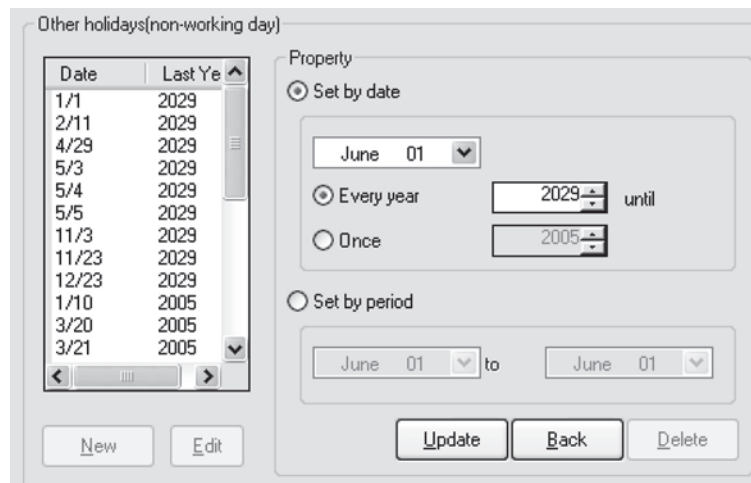 Other holidays(non-working day)
Date Last Ye
1/1 2029
2/11 2029
4/29 2029
5/3 2029
5/4 2029
5/5 2029
11/3 2029
11/23 2029
12/23 2029
1/10 2005
3/20 2005
3/21 2005
New Edit
Property
Set by date
June 01
Every year 2029 until
Once 2005
Set by period
June 01 to June 01
Update Back Delete